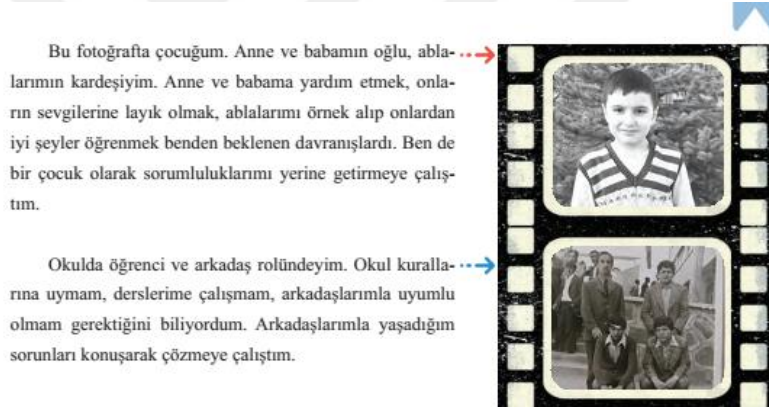 Bu fotoğrafta çocuğum. Anne ve babamın oğlu, abla-
larımın kardeşiyim. Anne ve babama yardım etmek, onla-
rın sevgilerine layık olmak, ablalarımı örnek alıp onlardan
iyi şeyler öğrenmek benden beklenen davranışlardı. Ben de
bir çocuk olarak sorumluluklarımı yerine getirmeye çalış-
tım.
Okulda öğrenci ve arkadaş rolündeyim. Okul kuralla-
rına uymam, derslerime çalışmam, arkadaşlarımla uyumlu
olmam gerektiğini biliyordum. Arkadaşlarımla yaşadığım
sorunları konuşarak çözmeye çalıştım.